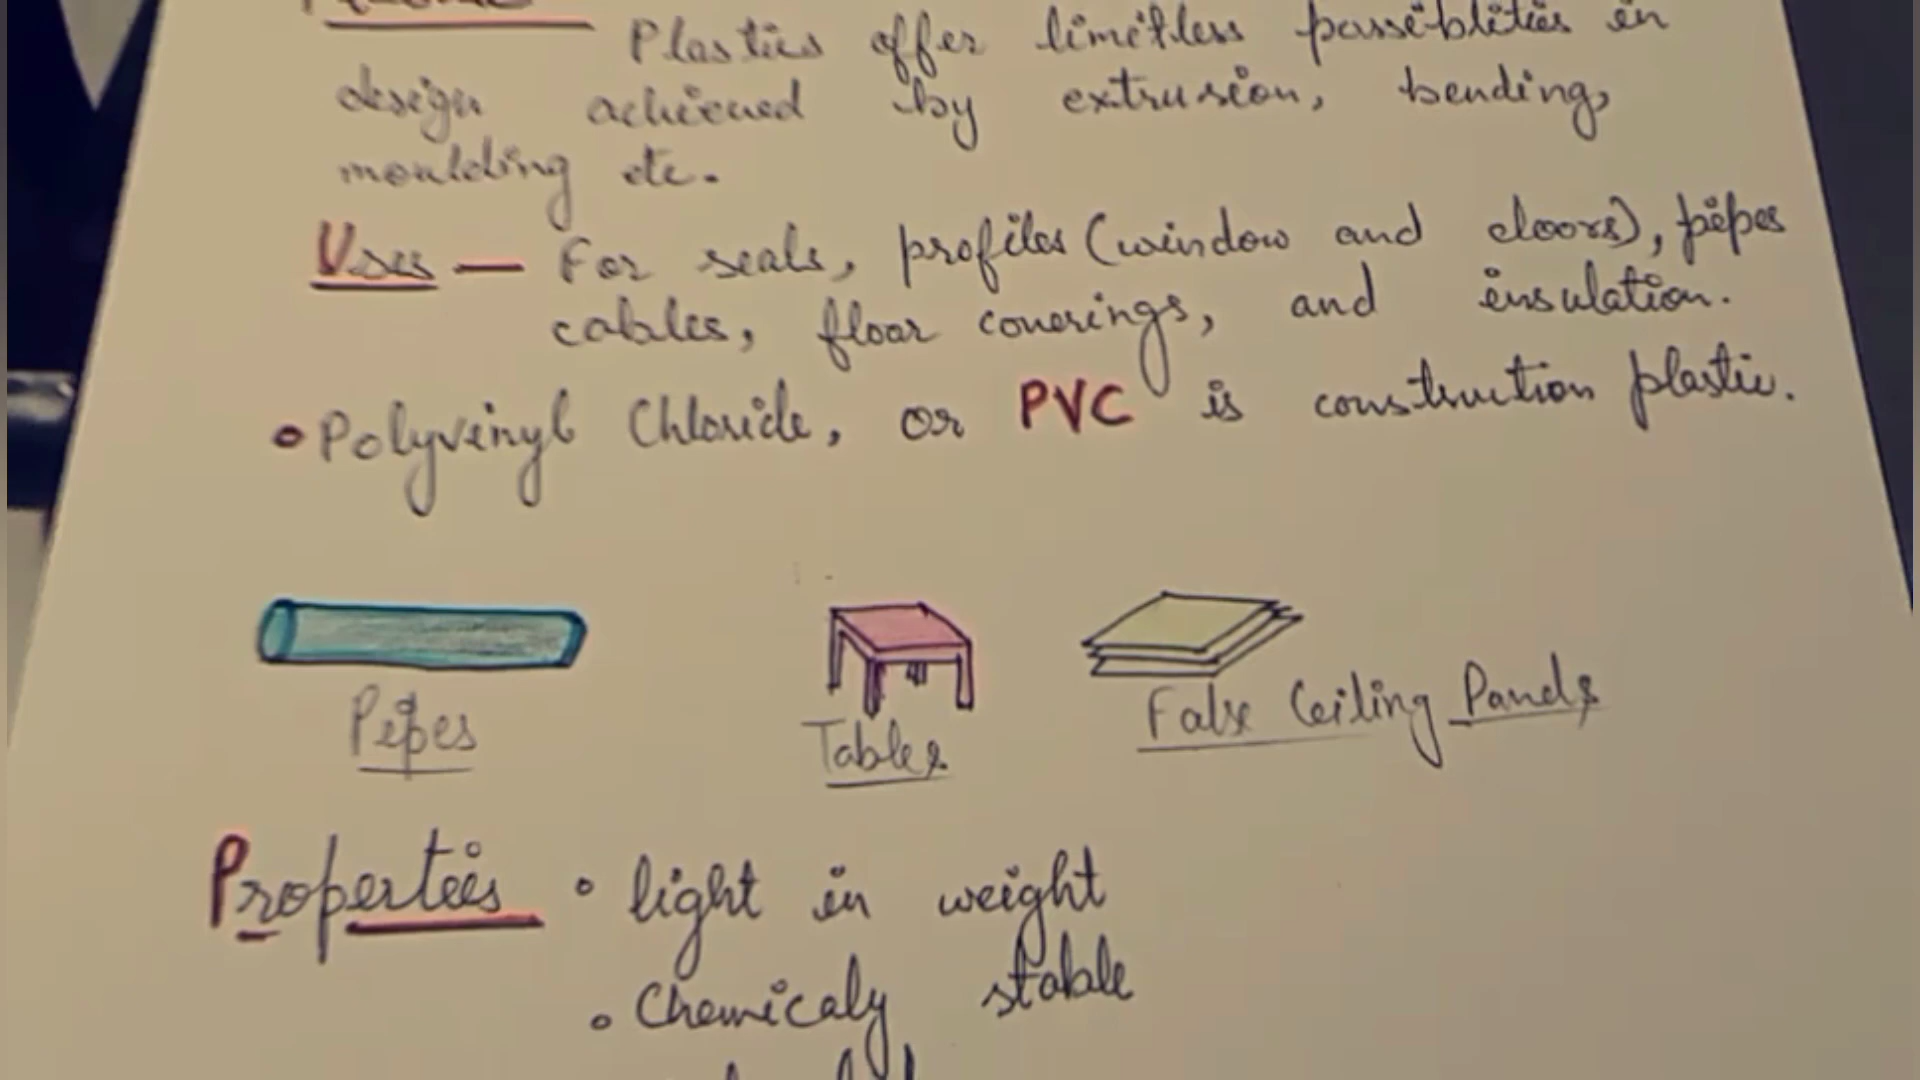 Plastics offer limitless possiblities in
design achieved by extrusion, bending,
moulding etc.
Uses — For seals, profiles (window and doors), pipes
cables, floor coverings, and insulation.
• Polyvinyl Chloride, or PVC is construction plastic.
Pipes
Tables
False Ceiling Panels
Properties • light in weight
• Chemicaly stable